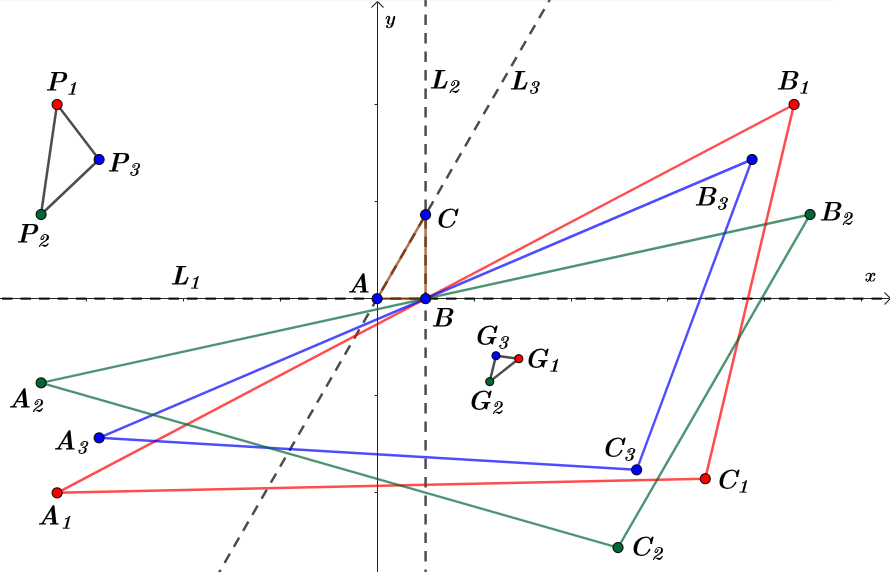 y
L₂
L₃
P₁
B₁
P₃
B₃
C
B₂
P₂
L₁
x
A
B
G₃
G₁
G₂
A₂
A₃
C₃
C₁
A₁
C₂